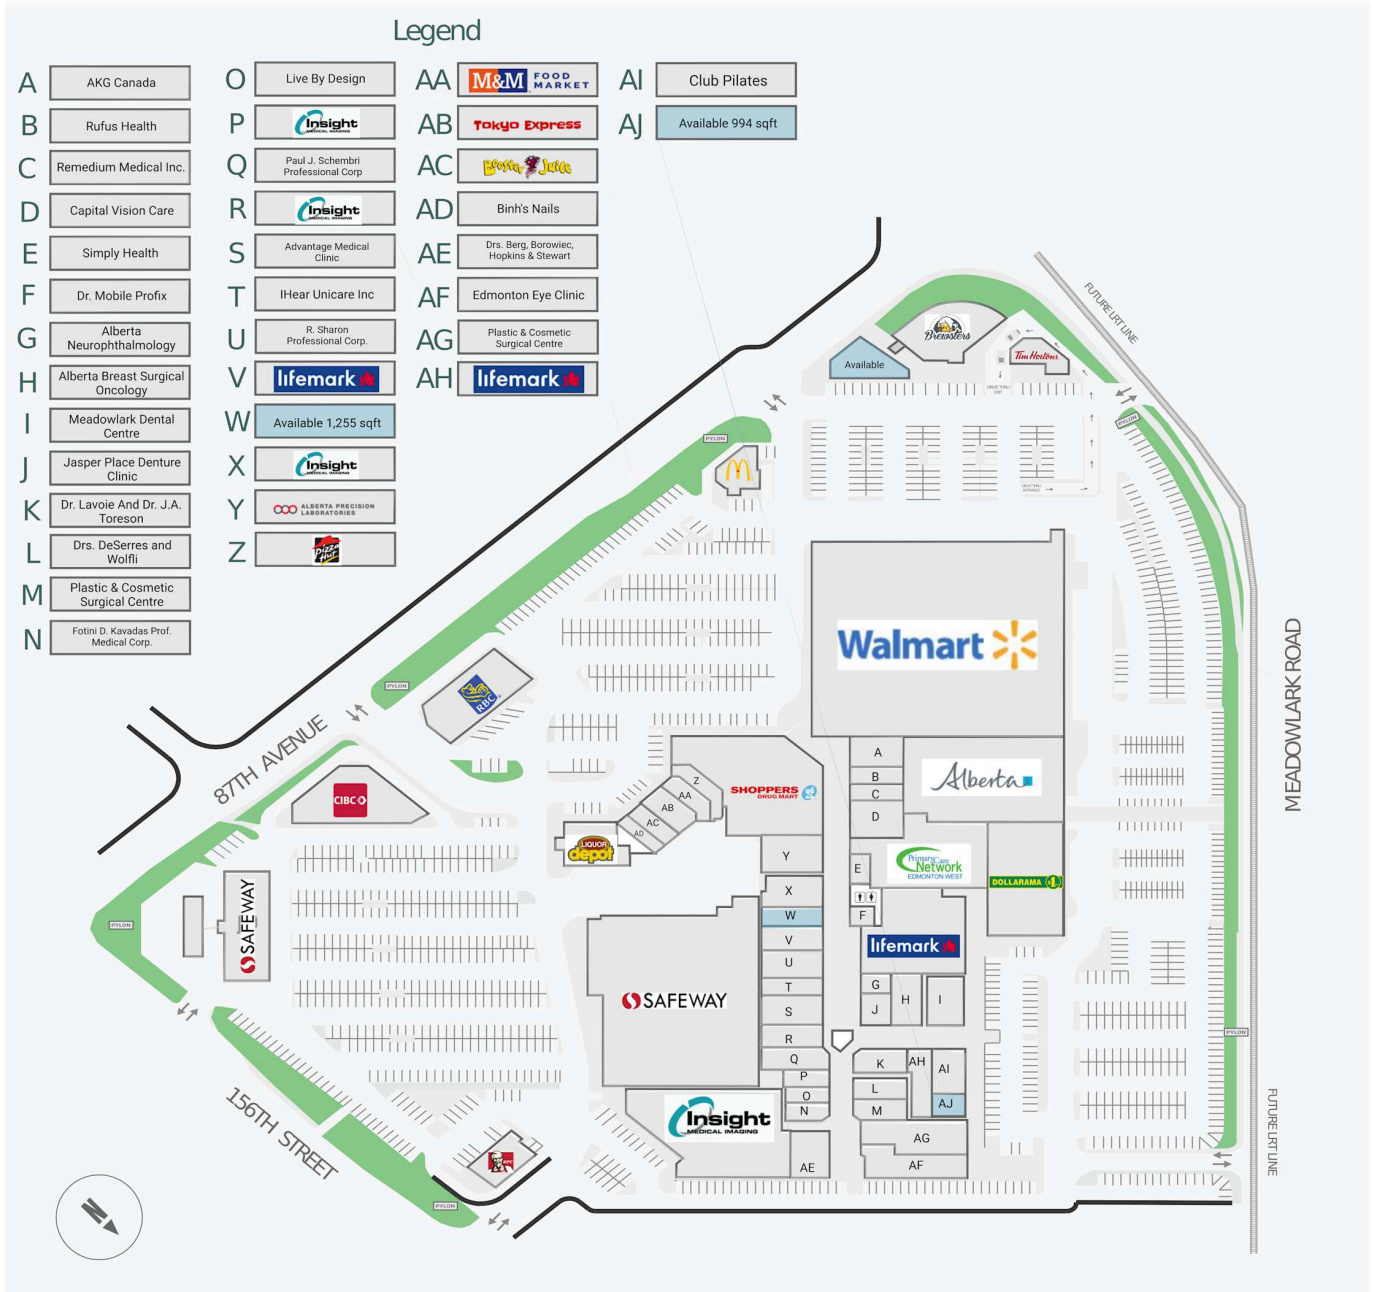 Legend
A
AKG Canada
B
Rufus Health
C
Remedium Medical Inc.
D
Capital Vision Care
E
Simply Health
F
Dr. Mobile Profix
G
Alberta
Neurophthalmology
H
Alberta Breast Surgical
Oncology
I
Meadowlark Dental
Centre
J
Jasper Place Denture
Clinic
K
Dr. Lavoie And Dr. J.A.
Toreson
L
Drs. DeSerres and
Wolfli
M
Plastic & Cosmetic
Surgical Centre
N
Fotini D. Kavadas Prof.
Medical Corp.
O
Live By Design
P
Insight
MEDICAL IMAGING
Q
Paul J. Schembri
Professional Corp
R
Insight
MEDICAL IMAGING
S
Advantage Medical
Clinic
T
IHear Unicare Inc
U
R. Sharon
Professional Corp.
V
lifemark
W
Available 1,255 sqft
X
Insight
MEDICAL IMAGING
Y
ALBERTA PRECISION
LABORATORIES
Z
Pizza
Hut
AA
M&M FOOD
MARKET
AB
Tokyo Express
AC
Booster Juice
AD
Binh's Nails
AE
Drs. Berg, Borowiec,
Hopkins & Stewart
AF
Edmonton Eye Clinic
AG
Plastic & Cosmetic
Surgical Centre
AH
lifemark
AI
Club Pilates
AJ
Available 994 sqft
FUTURE LRT LINE
Brewsters
Tim Hortons
Available
DRIVE THRU
EXIT
PYLON
PYLON
DRIVE THRU
ENTRANCE
Walmart
MEADOWLARK ROAD
PYLON
RBC
87TH AVENUE
CIBC
SHOPPERS
DRUG MART
Z
AA
AB
AC
AD
LIQUOR
depot
A
B
C
D
Alberta
Y
E
Primary Care
Network
EDMONTON WEST
DOLLARAMA
X
W
F
V
lifemark
U
T
G
H
I
S
J
R
SAFEWAY
PYLON
SAFEWAY
PYLON
Q
K
AH
AI
P
L
O
N
M
AJ
Insight
MEDICAL IMAGING
AG
AE
AF
156TH STREET
KFC
PYLON
FUTURE LRT LINE
N